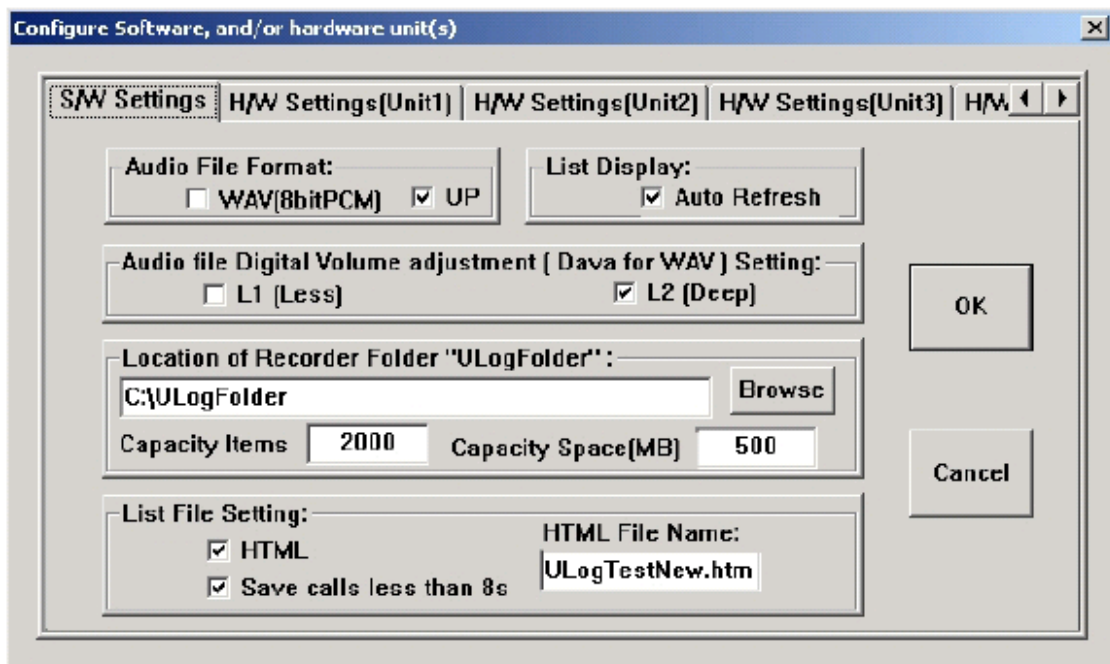 Configure Software, and/or hardware unit(s)
S/W Settings H/W Settings(Unit1) H/W Settings(Unit2) H/W Settings(Unit3) H/W
Audio File Format: List Display:
WAV(8bitPCM) UP Auto Refresh
Audio file Digital Volume adjustment ( Dava for WAV ) Setting:
L1 (Less) L2 (Deep)
OK
Location of Recorder Folder "ULogFolder" :
C:\ULogFolder Browse
Capacity Items 2000 Capacity Space(MB) 500
Cancel
List File Setting:
HTML File Name:
HTML
ULogTestNew.htm
Save calls less than 8s